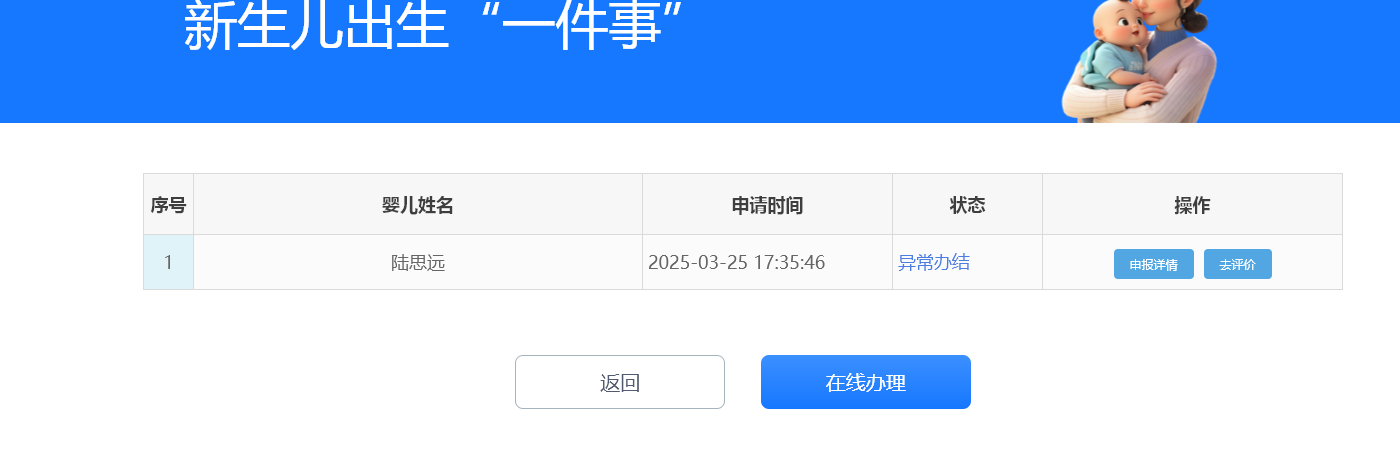 新生儿出生“一件事”
序号 婴儿姓名 申请时间 状态 操作
1 陆思远 2025-03-25 17:35:46 异常办结 申报详情 去评价
返回 在线办理